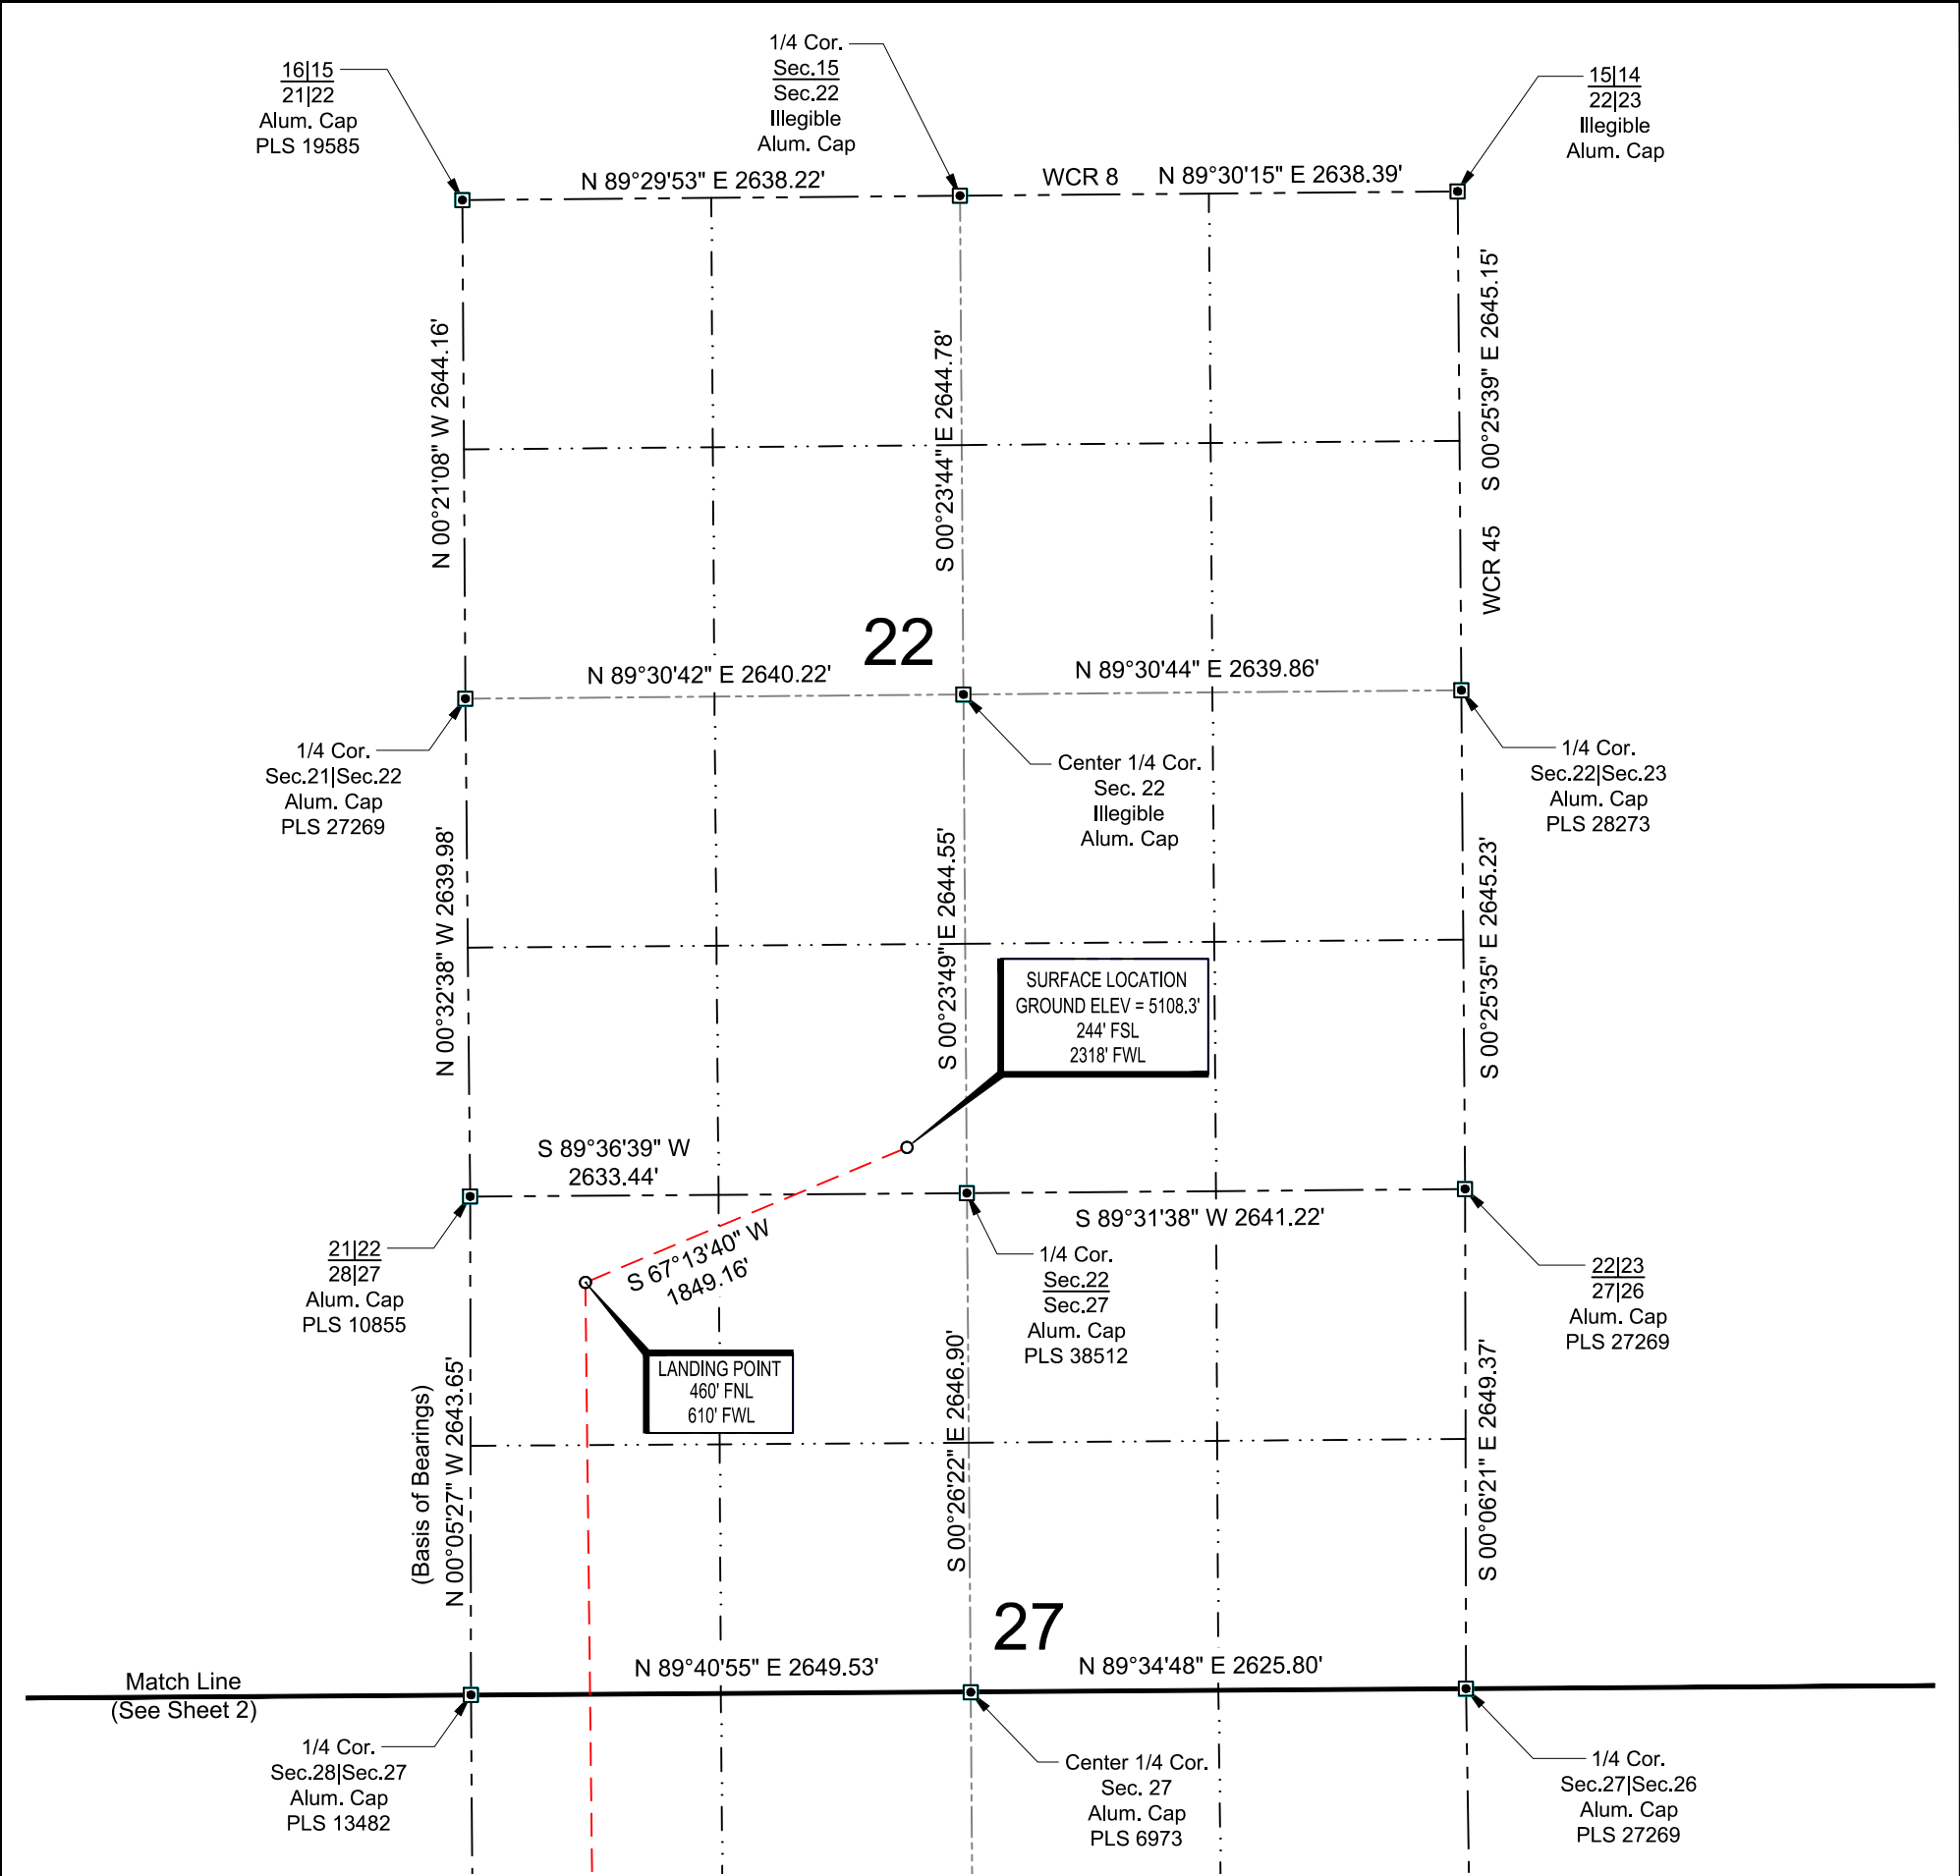 1/4 Cor.
Sec.15
Sec.22
Illegible
Alum. Cap
16|15
21|22
Alum. Cap
PLS 19585
15|14
22|23
Illegible
Alum. Cap
N 89°29'53" E 2638.22'
WCR 8
N 89°30'15" E 2638.39'
N 00°21'08" W 2644.16'
S 00°23'44" E 2644.78'
S 00°25'39" E 2645.15'
WCR 45
22
N 89°30'42" E 2640.22'
N 89°30'44" E 2639.86'
1/4 Cor.
Sec.21|Sec.22
Alum. Cap
PLS 27269
Center 1/4 Cor.
Sec. 22
Illegible
Alum. Cap
1/4 Cor.
Sec.22|Sec.23
Alum. Cap
PLS 28273
N 00°32'38" W 2639.98'
S 00°23'49" E 2644.55'
S 00°25'35" E 2645.23'
SURFACE LOCATION
GROUND ELEV = 5108.3'
244' FSL
2318' FWL
S 89°36'39" W
2633.44'
S 89°31'38" W 2641.22'
S 67°13'40" W
1849.16'
21|22
28|27
Alum. Cap
PLS 10855
1/4 Cor.
Sec.22
Sec.27
Alum. Cap
PLS 38512
22|23
27|26
Alum. Cap
PLS 27269
LANDING POINT
460' FNL
610' FWL
(Basis of Bearings)
N 00°05'27" W 2643.65'
S 00°26'22" E 2646.90'
S 00°06'21" E 2649.37'
27
N 89°40'55" E 2649.53'
N 89°34'48" E 2625.80'
Match Line
(See Sheet 2)
1/4 Cor.
Sec.28|Sec.27
Alum. Cap
PLS 13482
Center 1/4 Cor.
Sec. 27
Alum. Cap
PLS 6973
1/4 Cor.
Sec.27|Sec.26
Alum. Cap
PLS 27269